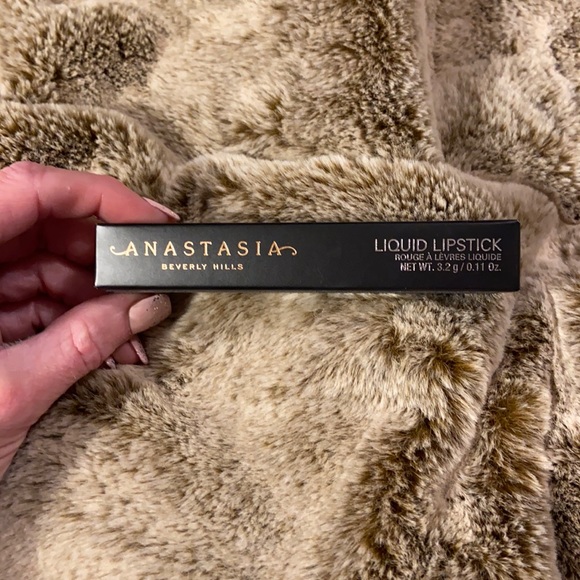 ANASTASIA
BEVERLY HILLS
LIQUID LIPSTICK
ROUGE À LÈVRES LIQUIDE
NET WT. 3.2 g / 0.11 Oz.